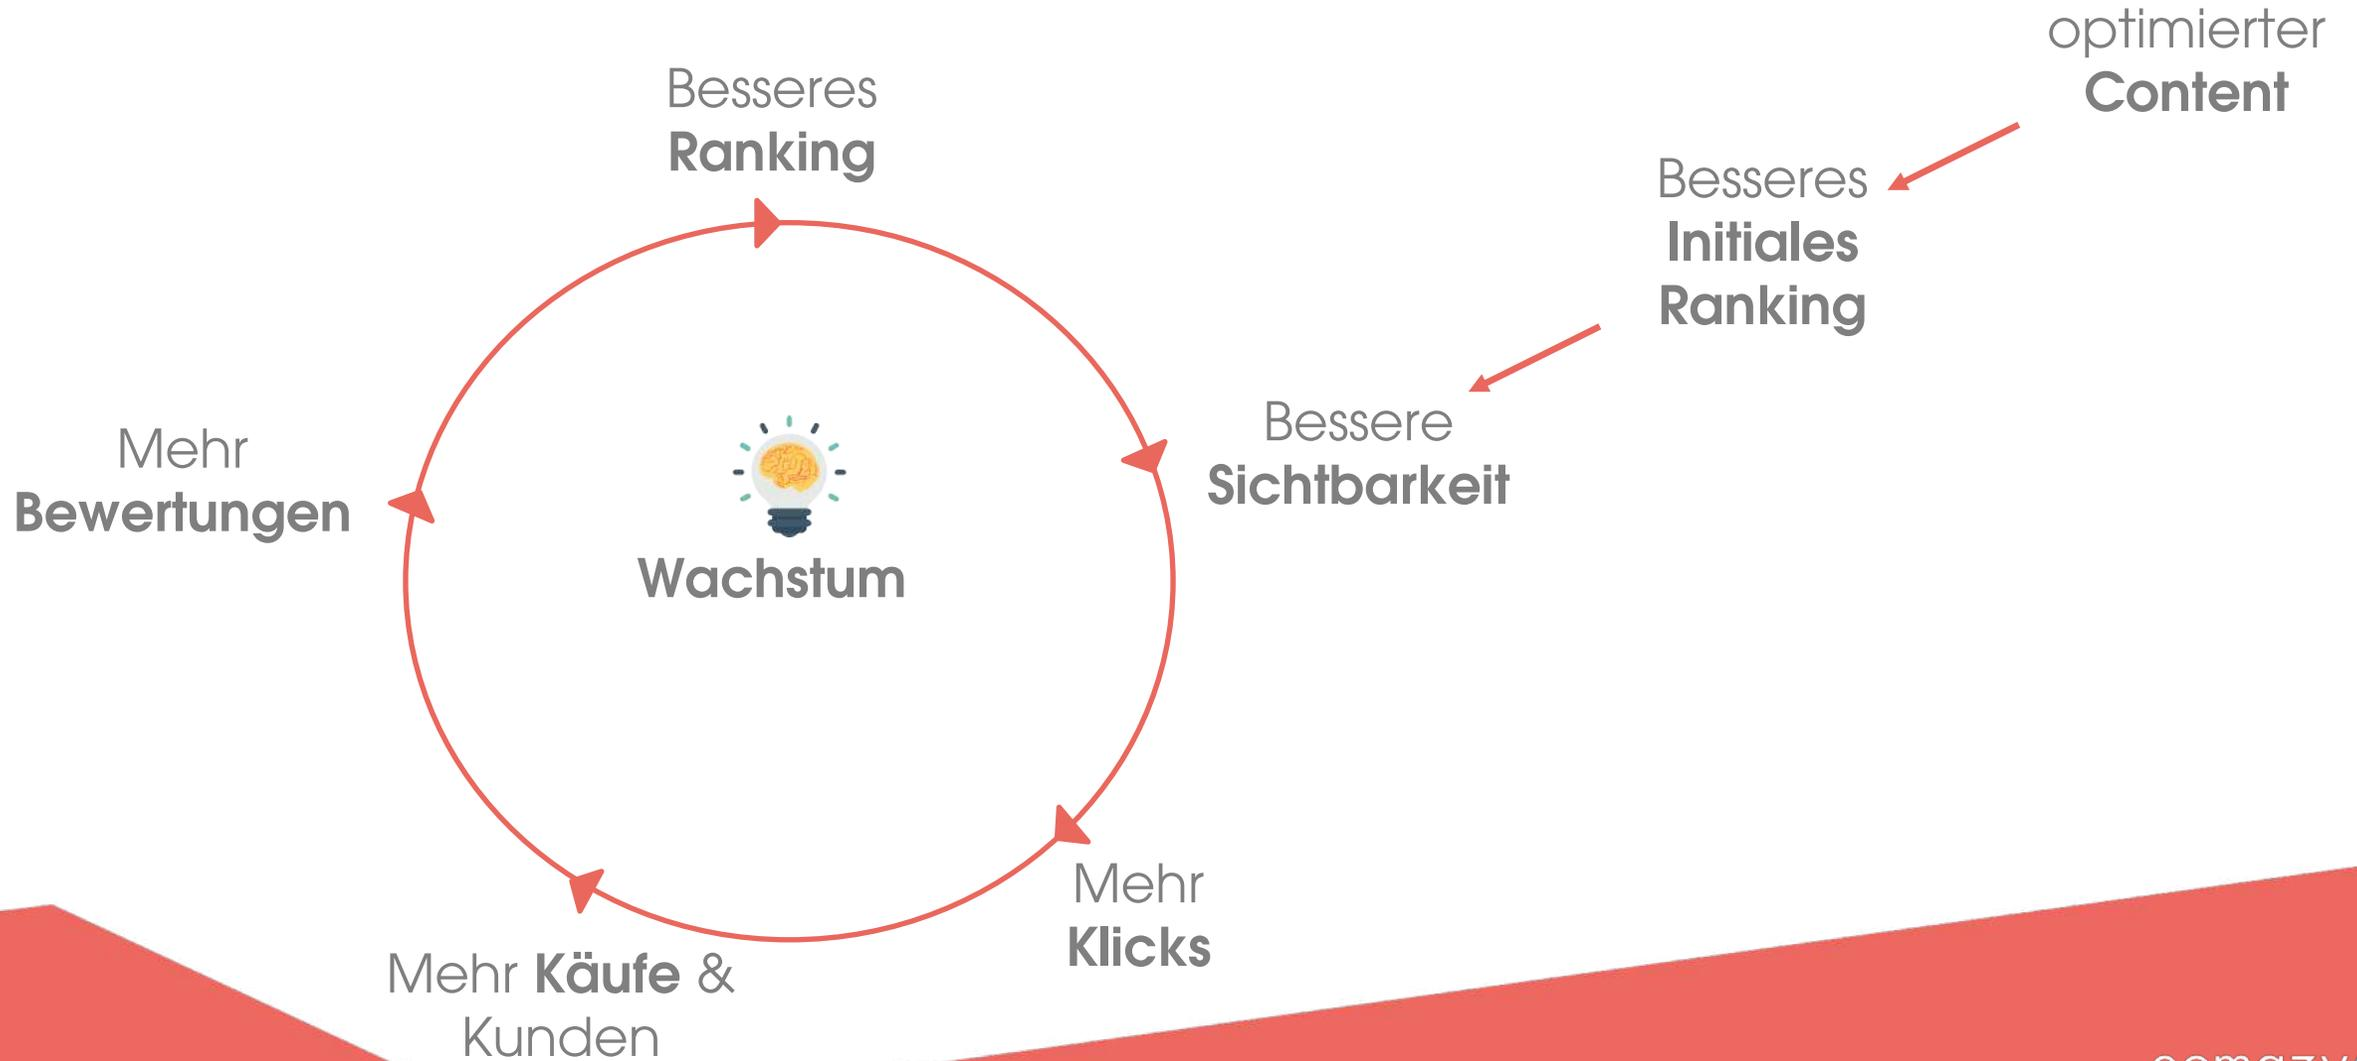 optimierter
Content
Besseres
Ranking
Besseres
Initiales
Ranking
Bessere
Sichtbarkeit
Mehr
Bewertungen
Wachstum
Mehr
Klicks
Mehr Käufe &
Kunden